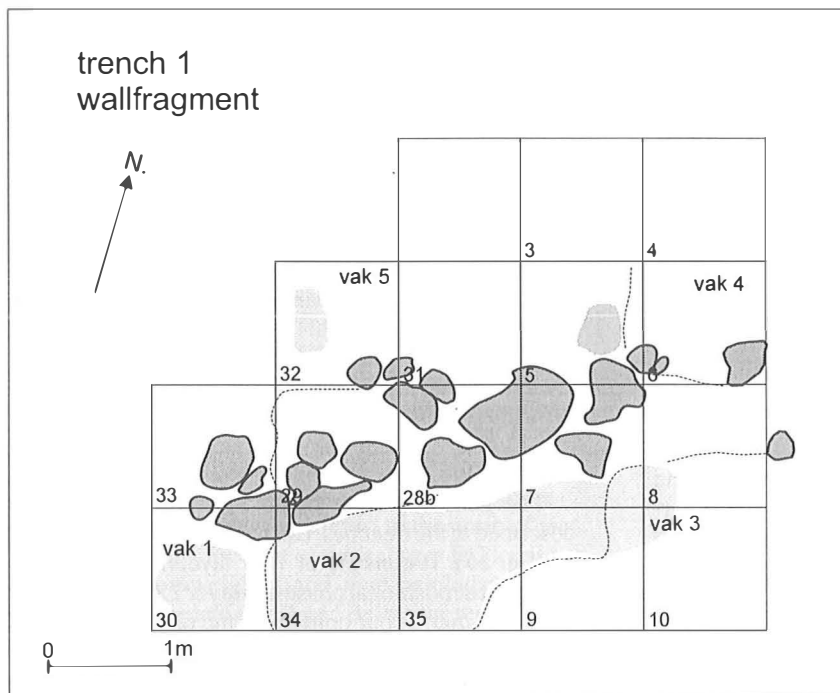 trench 1
wallfragment
N.
3 4
vak 5 vak 4
32 31 5 6
33 29 28b 7 8
vak 1 vak 2 vak 3
30 34 35 9 10
0 1m